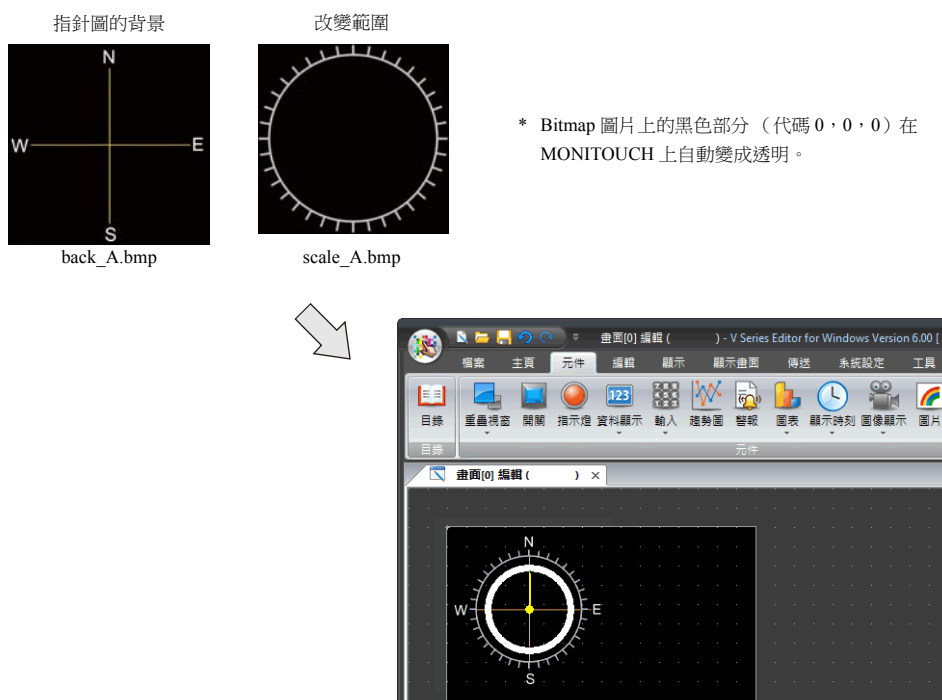 指針圖的背景
改變範圍
N
W
E
S
back_A.bmp
scale_A.bmp
* Bitmap 圖片上的黑色部分（代碼 0，0，0）在
MONITOUCH 上自動變成透明。
畫面[0] 編輯 ( ) - V Series Editor for Windows Version 6.00 [
檔案 主頁 元件 編輯 顯示 顯示畫面 傳送 系統設定 工具
目錄 重疊視窗 開關 指示燈 資料顯示 輸入 趨勢圖 警報 圖表 顯示時刻 圖像顯示 圖片
目錄 元件
畫面[0] 編輯 ( ) ×
N
W
E
S